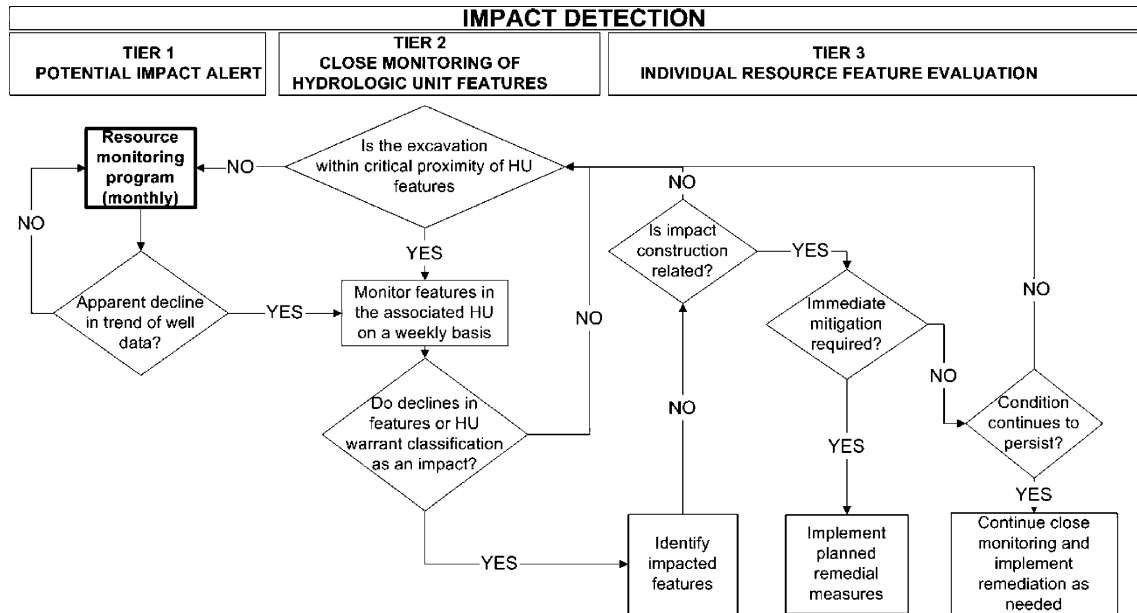 IMPACT DETECTION
TIER 1
POTENTIAL IMPACT ALERT
TIER 2
CLOSE MONITORING OF
HYDROLOGIC UNIT FEATURES
TIER 3
INDIVIDUAL RESOURCE FEATURE EVALUATION
Resource
monitoring
program
(monthly)
NO
Is the excavation
within critical proximity of HU
features
NO
YES
Apparent decline
in trend of well
data?
YES
Monitor features in
the associated HU
on a weekly basis
NO
Do declines in
features or HU
warrant classification
as an impact?
YES
Identify
impacted
features
NO
Is impact
construction
related?
NO
YES
Immediate
mitigation
required?
NO
YES
Implement
planned
remedial
measures
Condition
continues to
persist?
NO
YES
Continue close
monitoring and
implement
remediation as
needed